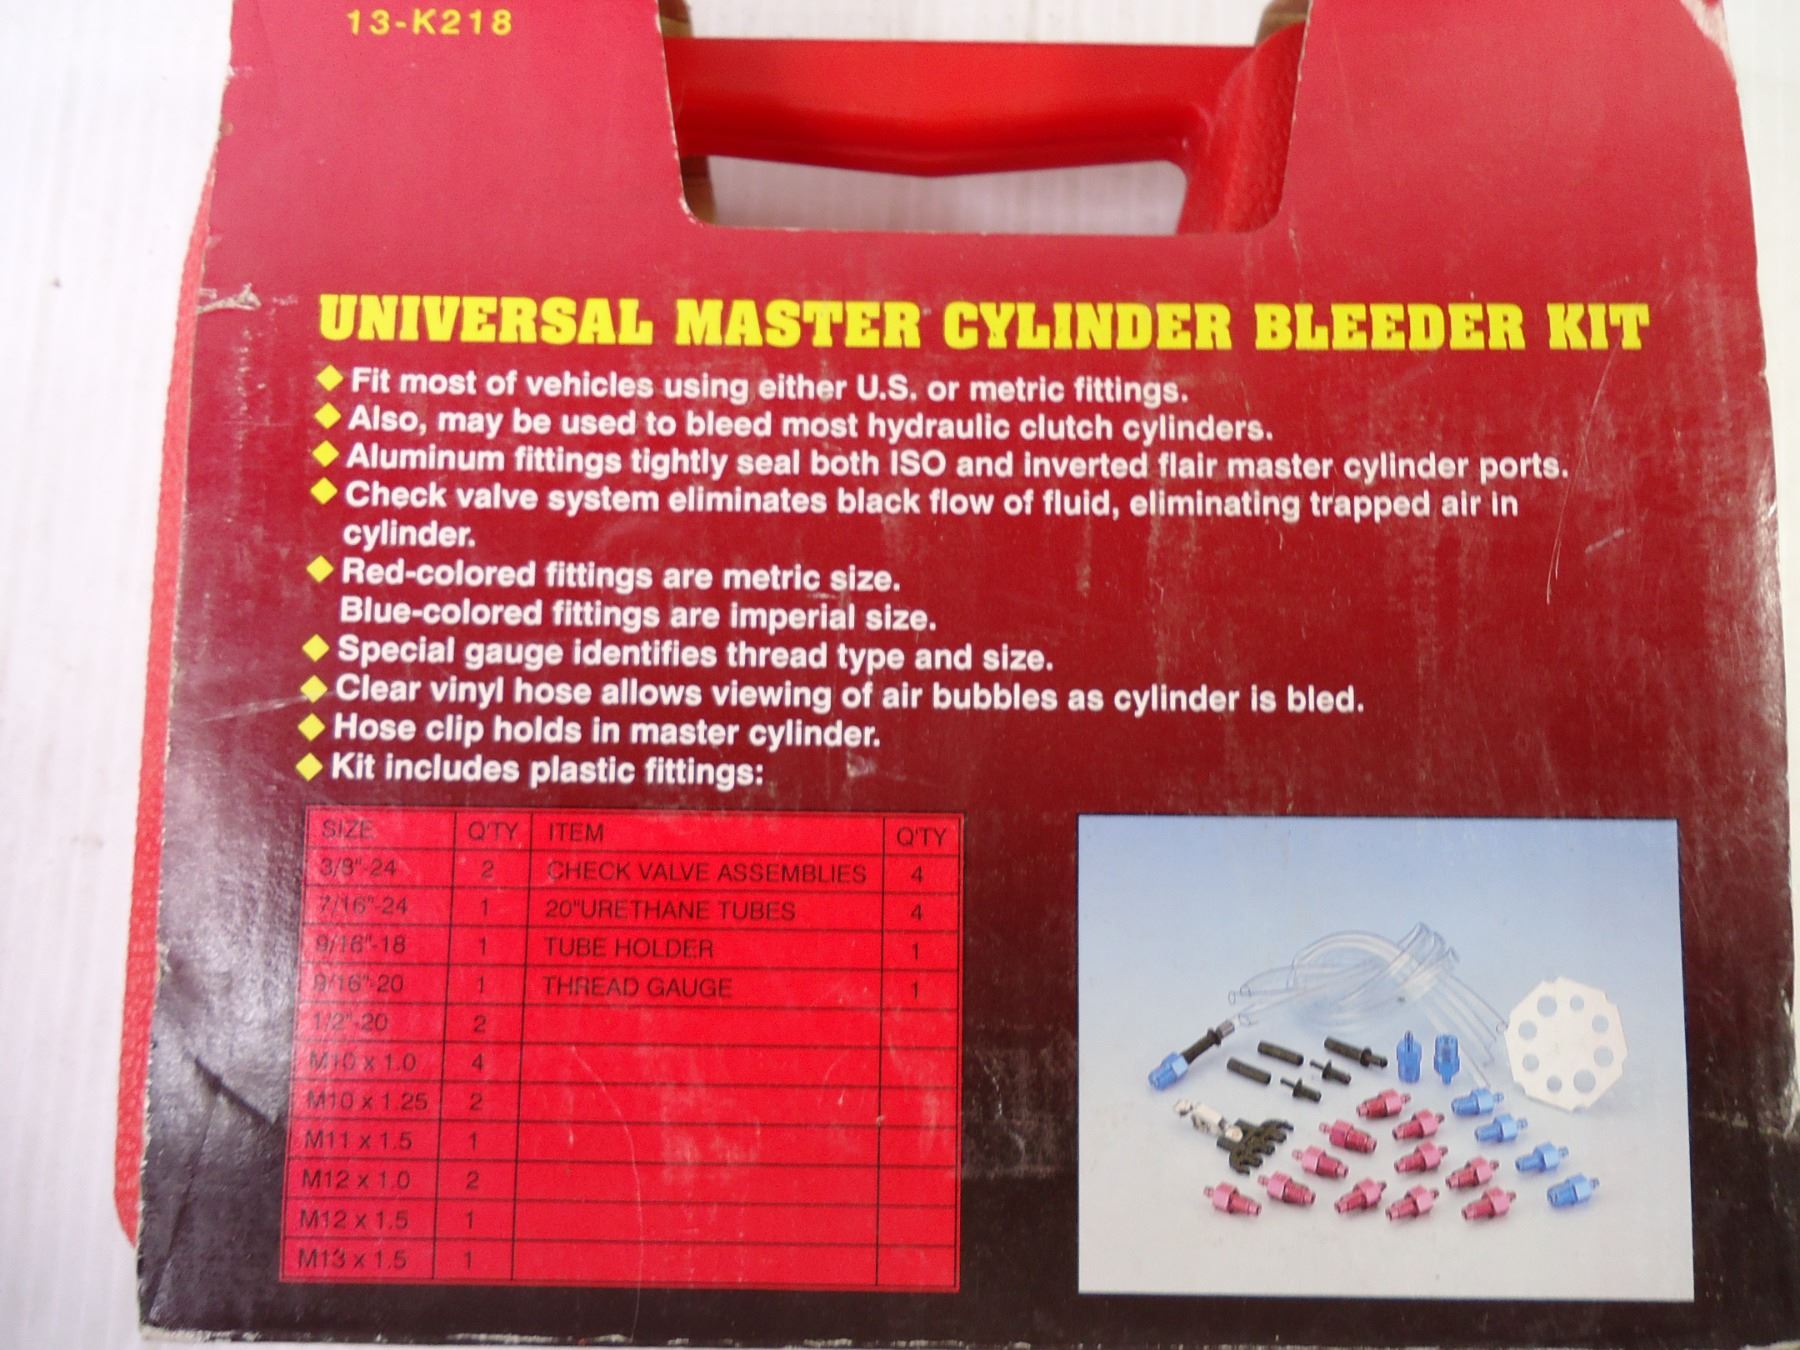 13-K218
UNIVERSAL MASTER CYLINDER BLEEDER KIT
Fit most of vehicles using either U.S. or metric fittings.
Also, may be used to bleed most hydraulic clutch cylinders.
Aluminum fittings tightly seal both ISO and inverted flair master cylinder ports.
Check valve system eliminates black flow of fluid, eliminating trapped air in
cylinder.
Red-colored fittings are metric size.
Blue-colored fittings are imperial size.
Special gauge identifies thread type and size.
Clear vinyl hose allows viewing of air bubbles as cylinder is bled.
Hose clip holds in master cylinder.
Kit includes plastic fittings:
SIZE Q'TY ITEM Q'TY
3/8"-24 2 CHECK VALVE ASSEMBLIES 4
7/16"-24 1 20"URETHANE TUBES 4
9/16"-18 1 TUBE HOLDER 1
9/16"-20 1 THREAD GAUGE 1
1/2"-20 2
M10 x 1.0 4
M10 x 1.25 2
M11 x 1.5 1
M12 x 1.0 2
M12 x 1.5 1
M13 x 1.5 1